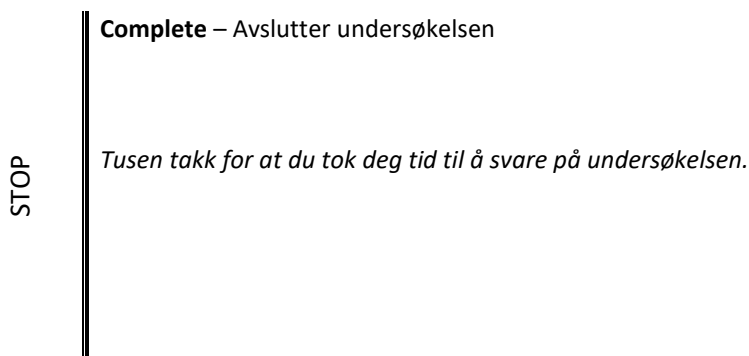 Complete – Avslutter undersøkelsen
STOP
Tusen takk for at du tok deg tid til å svare på undersøkelsen.